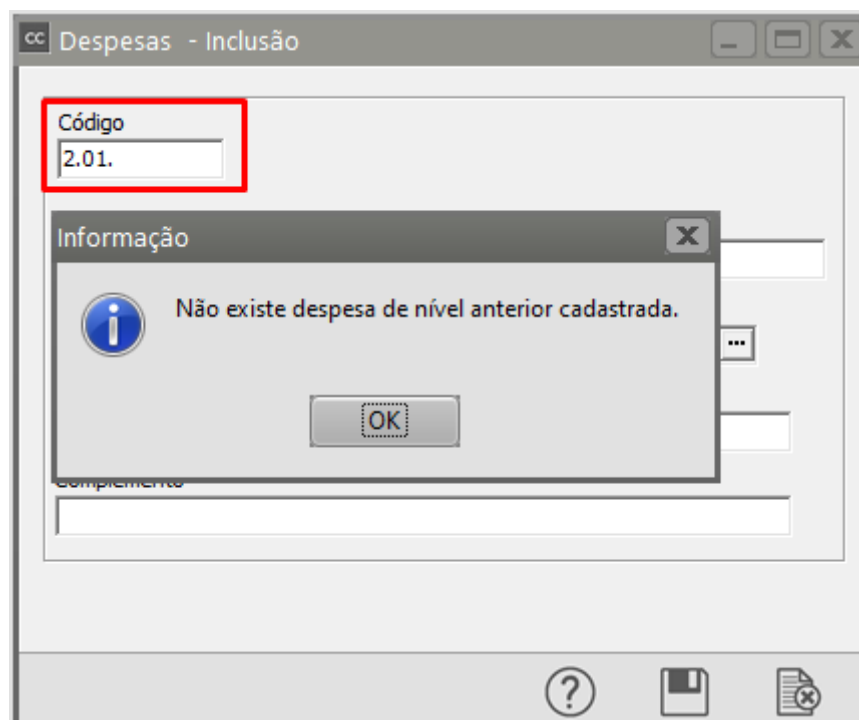 cc Despesas - Inclusão
Código
2.01.
Informação
Não existe despesa de nível anterior cadastrada.
...
OK
Complemento
?